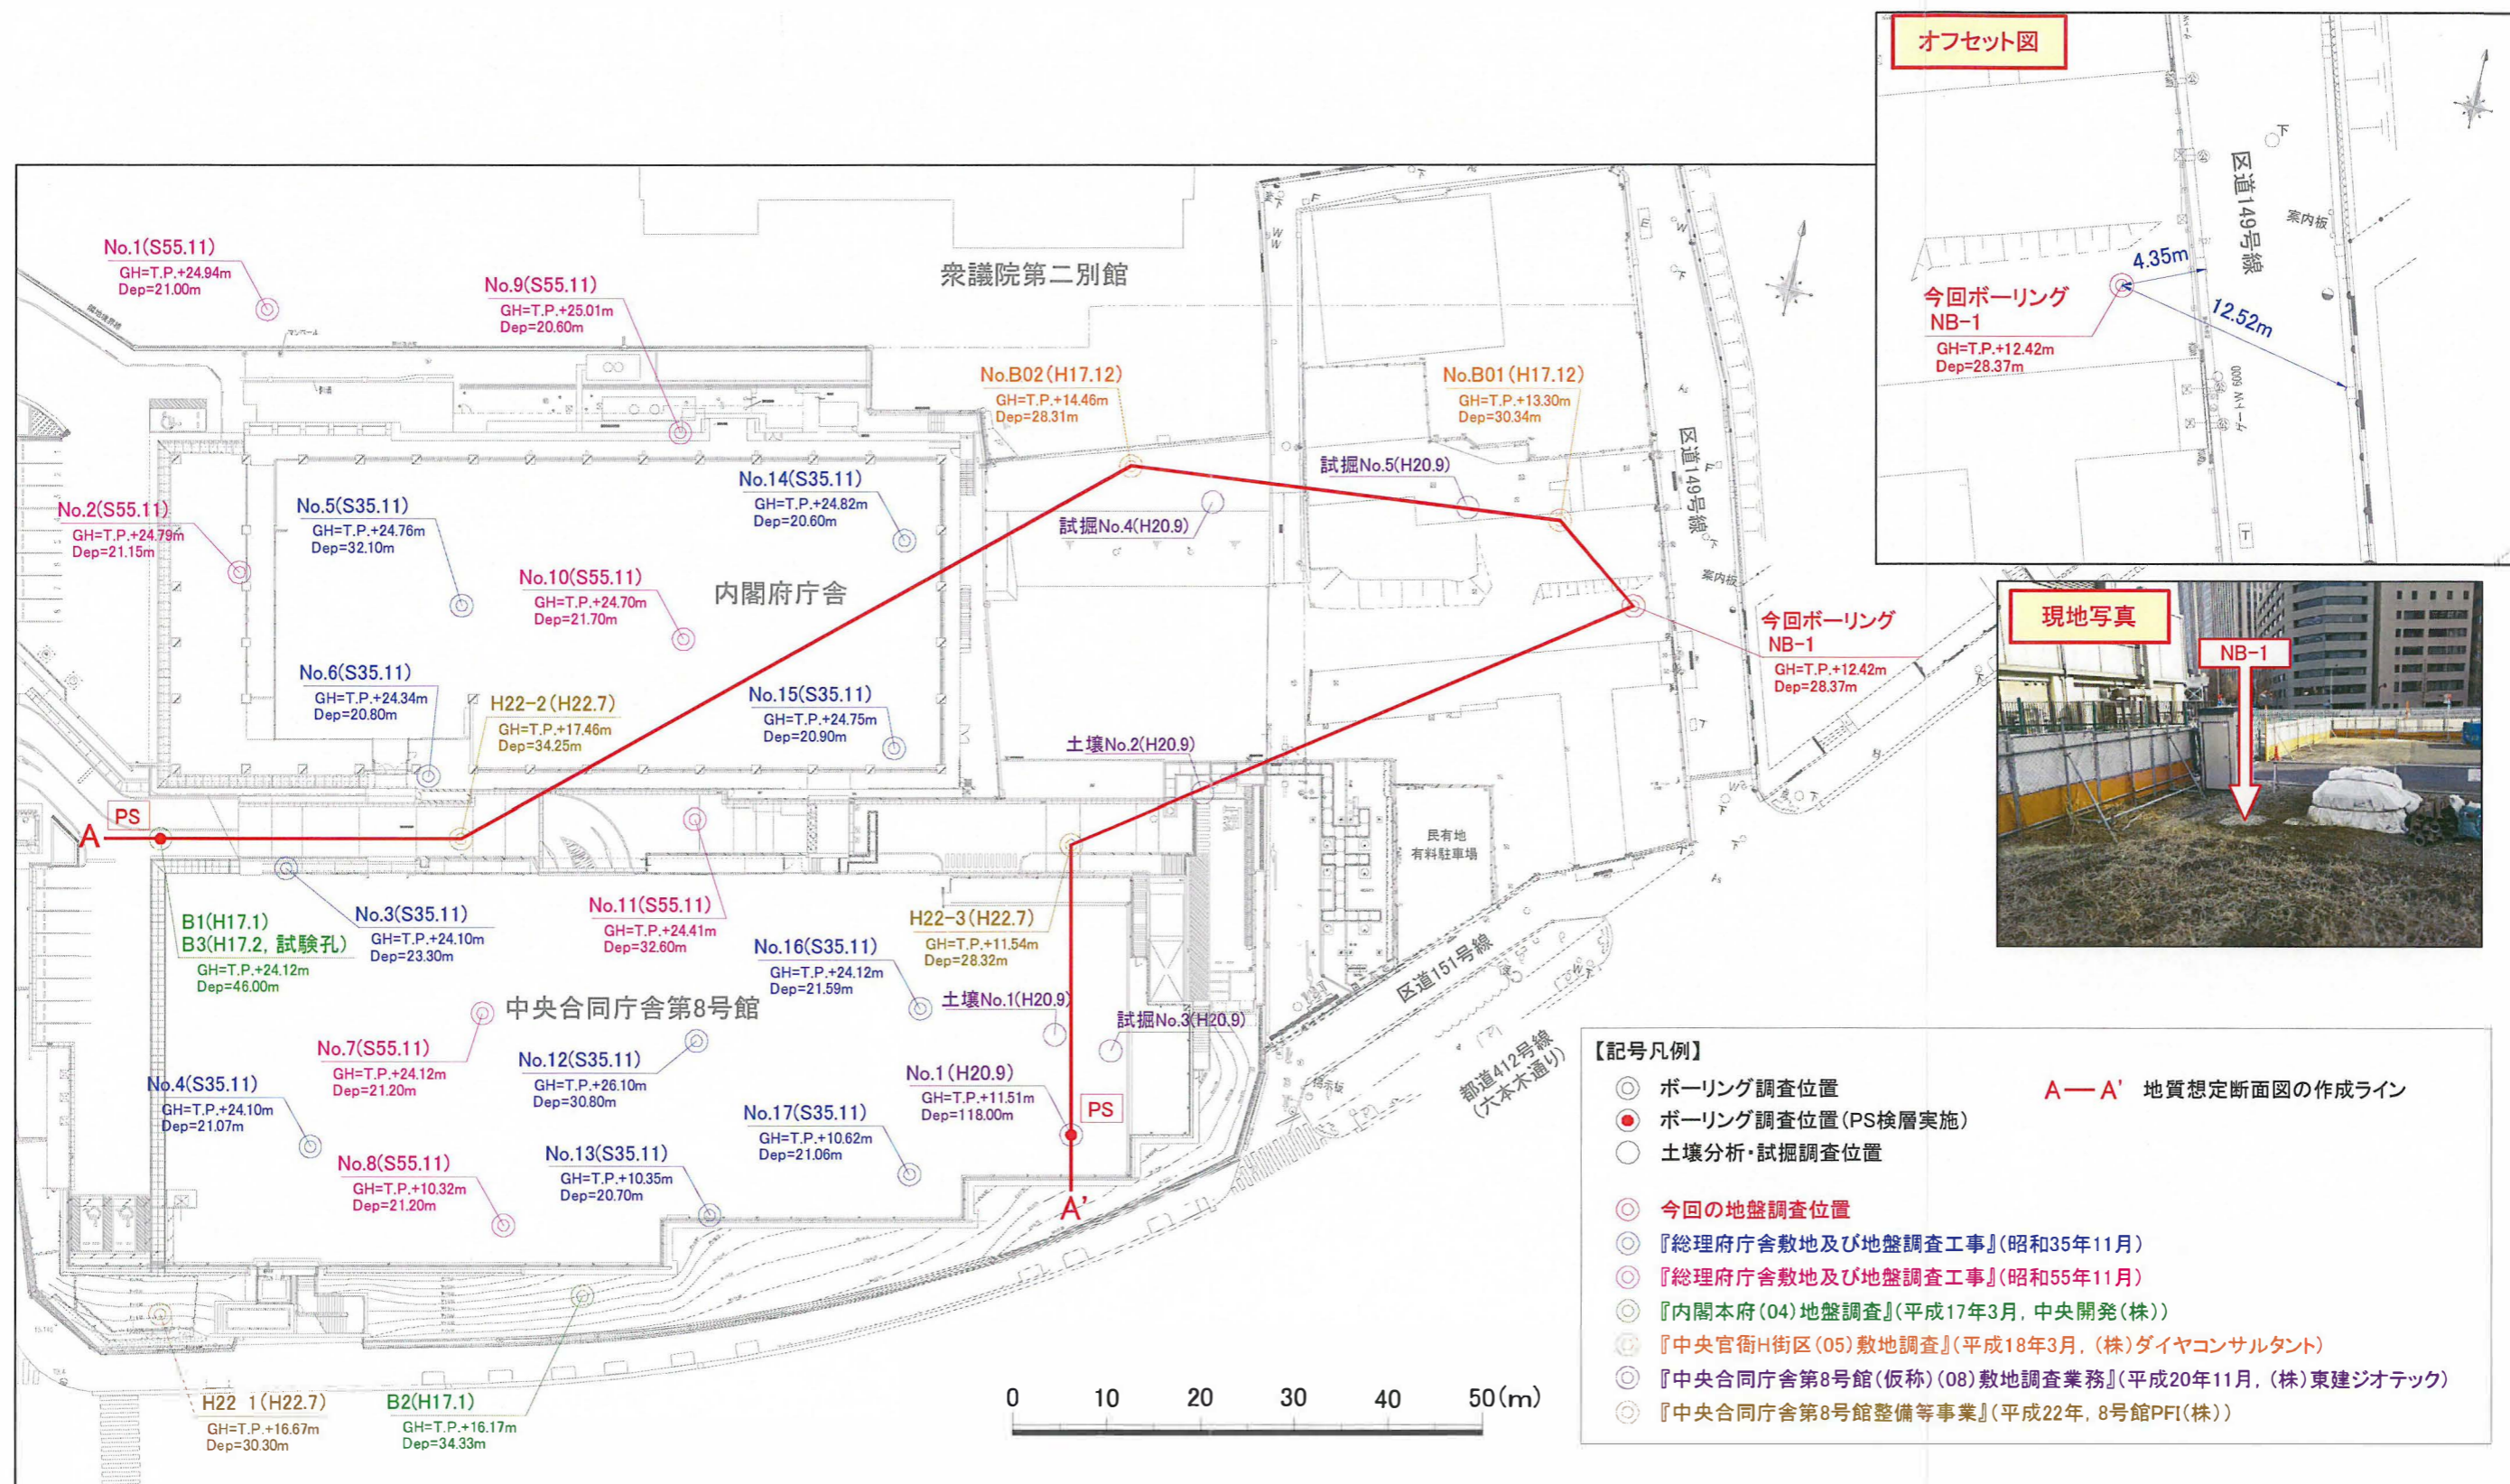 オフセット図
区道149号線
案内板
下
4.35m
12.52m
今回ボーリング
NB-1
GH=T.P.+12.42m
Dep=28.37m
ゲートW 6000
T
No.1(S55.11)
GH=T.P.+24.94m
Dep=21.00m
No.9(S55.11)
GH=T.P.+25.01m
Dep=20.60m
衆議院第二別館
マンホール
No.B02(H17.12)
GH=T.P.+14.46m
Dep=28.31m
No.B01(H17.12)
GH=T.P.+13.30m
Dep=30.34m
試掘No.5(H20.9)
試掘No.4(H20.9)
区道149号線
案内板
No.2(S55.11)
GH=T.P.+24.79m
Dep=21.15m
No.5(S35.11)
GH=T.P.+24.76m
Dep=32.10m
No.14(S35.11)
GH=T.P.+24.82m
Dep=20.60m
No.10(S55.11)
GH=T.P.+24.70m
Dep=21.70m
内閣府庁舎
今回ボーリング
NB-1
GH=T.P.+12.42m
Dep=28.37m
現地写真
NB-1
No.6(S35.11)
GH=T.P.+24.34m
Dep=20.80m
H22-2(H22.7)
GH=T.P.+17.46m
Dep=34.25m
No.15(S35.11)
GH=T.P.+24.75m
Dep=20.90m
土壌No.2(H20.9)
PS
A
民有地
有料駐車場
B1(H17.1)
B3(H17.2, 試験孔)
GH=T.P.+24.12m
Dep=46.00m
No.3(S35.11)
GH=T.P.+24.10m
Dep=23.30m
No.11(S55.11)
GH=T.P.+24.41m
Dep=32.60m
H22-3(H22.7)
GH=T.P.+11.54m
Dep=28.32m
No.16(S35.11)
GH=T.P.+24.12m
Dep=21.59m
土壌No.1(H20.9)
試掘No.3(H20.9)
中央合同庁舎第8号館
区道151号線
都道412号線
(六本木通り)
掲示板
No.7(S55.11)
GH=T.P.+24.12m
Dep=21.20m
No.12(S35.11)
GH=T.P.+26.10m
Dep=30.80m
No.4(S35.11)
GH=T.P.+24.10m
Dep=21.07m
No.1(H20.9)
GH=T.P.+11.51m
Dep=118.00m
PS
No.17(S35.11)
GH=T.P.+10.62m
Dep=21.06m
No.8(S55.11)
GH=T.P.+10.32m
Dep=21.20m
No.13(S35.11)
GH=T.P.+10.35m
Dep=20.70m
A'
H22 1(H22.7)
GH=T.P.+16.67m
Dep=30.30m
B2(H17.1)
GH=T.P.+16.17m
Dep=34.33m
0 10 20 30 40 50(m)
【記号凡例】
ボーリング調査位置
A―A' 地質想定断面図の作成ライン
ボーリング調査位置(PS検層実施)
土壌分析・試掘調査位置
今回の地盤調査位置
『総理府庁舎敷地及び地盤調査工事』(昭和35年11月)
『総理府庁舎敷地及び地盤調査工事』(昭和55年11月)
『内閣本府(04)地盤調査』(平成17年3月, 中央開発(株))
『中央官衙H街区(05)敷地調査』(平成18年3月, (株)ダイヤコンサルタント)
『中央合同庁舎第8号館(仮称)(08)敷地調査業務』(平成20年11月, (株)東建ジオテック)
『中央合同庁舎第8号館整備等事業』(平成22年, 8号館PFI(株))